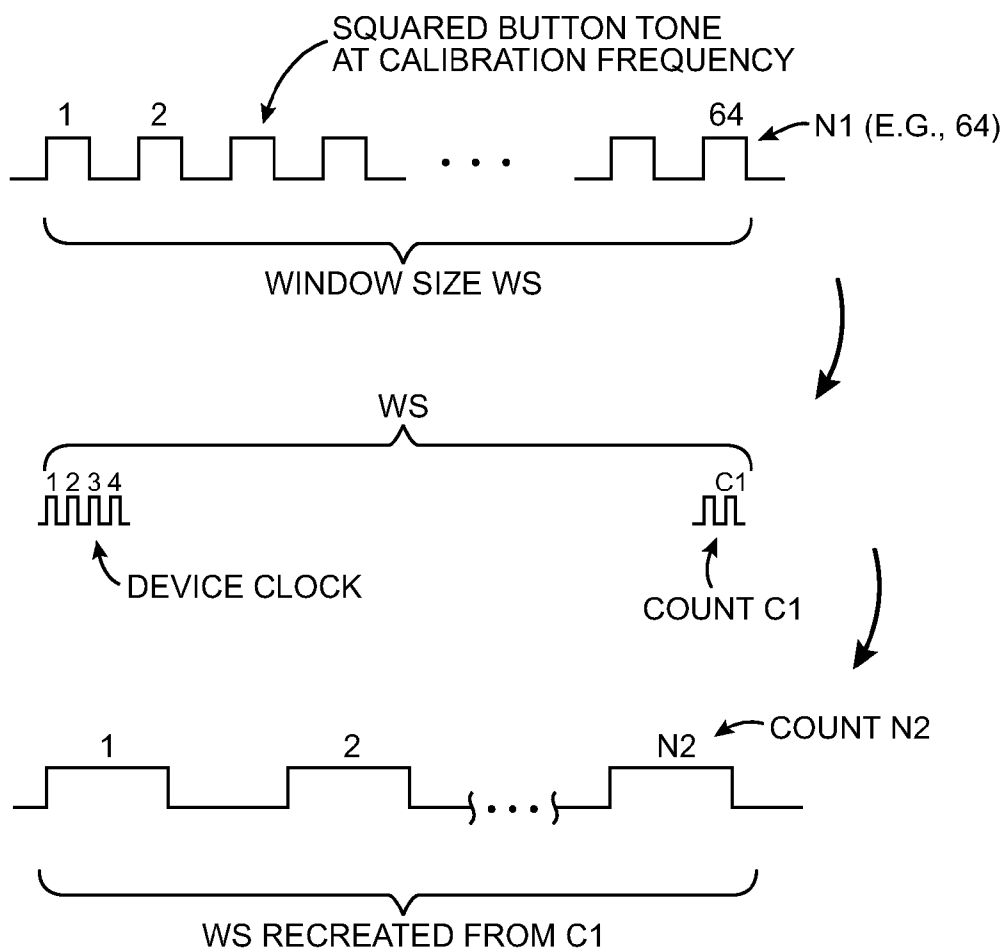 SQUARED BUTTON TONE
AT CALIBRATION FREQUENCY
1 2 64
N1 (E.G., 64)
WINDOW SIZE WS
WS
1 2 3 4 C1
DEVICE CLOCK
COUNT C1
COUNT N2
1 2 N2
WS RECREATED FROM C1